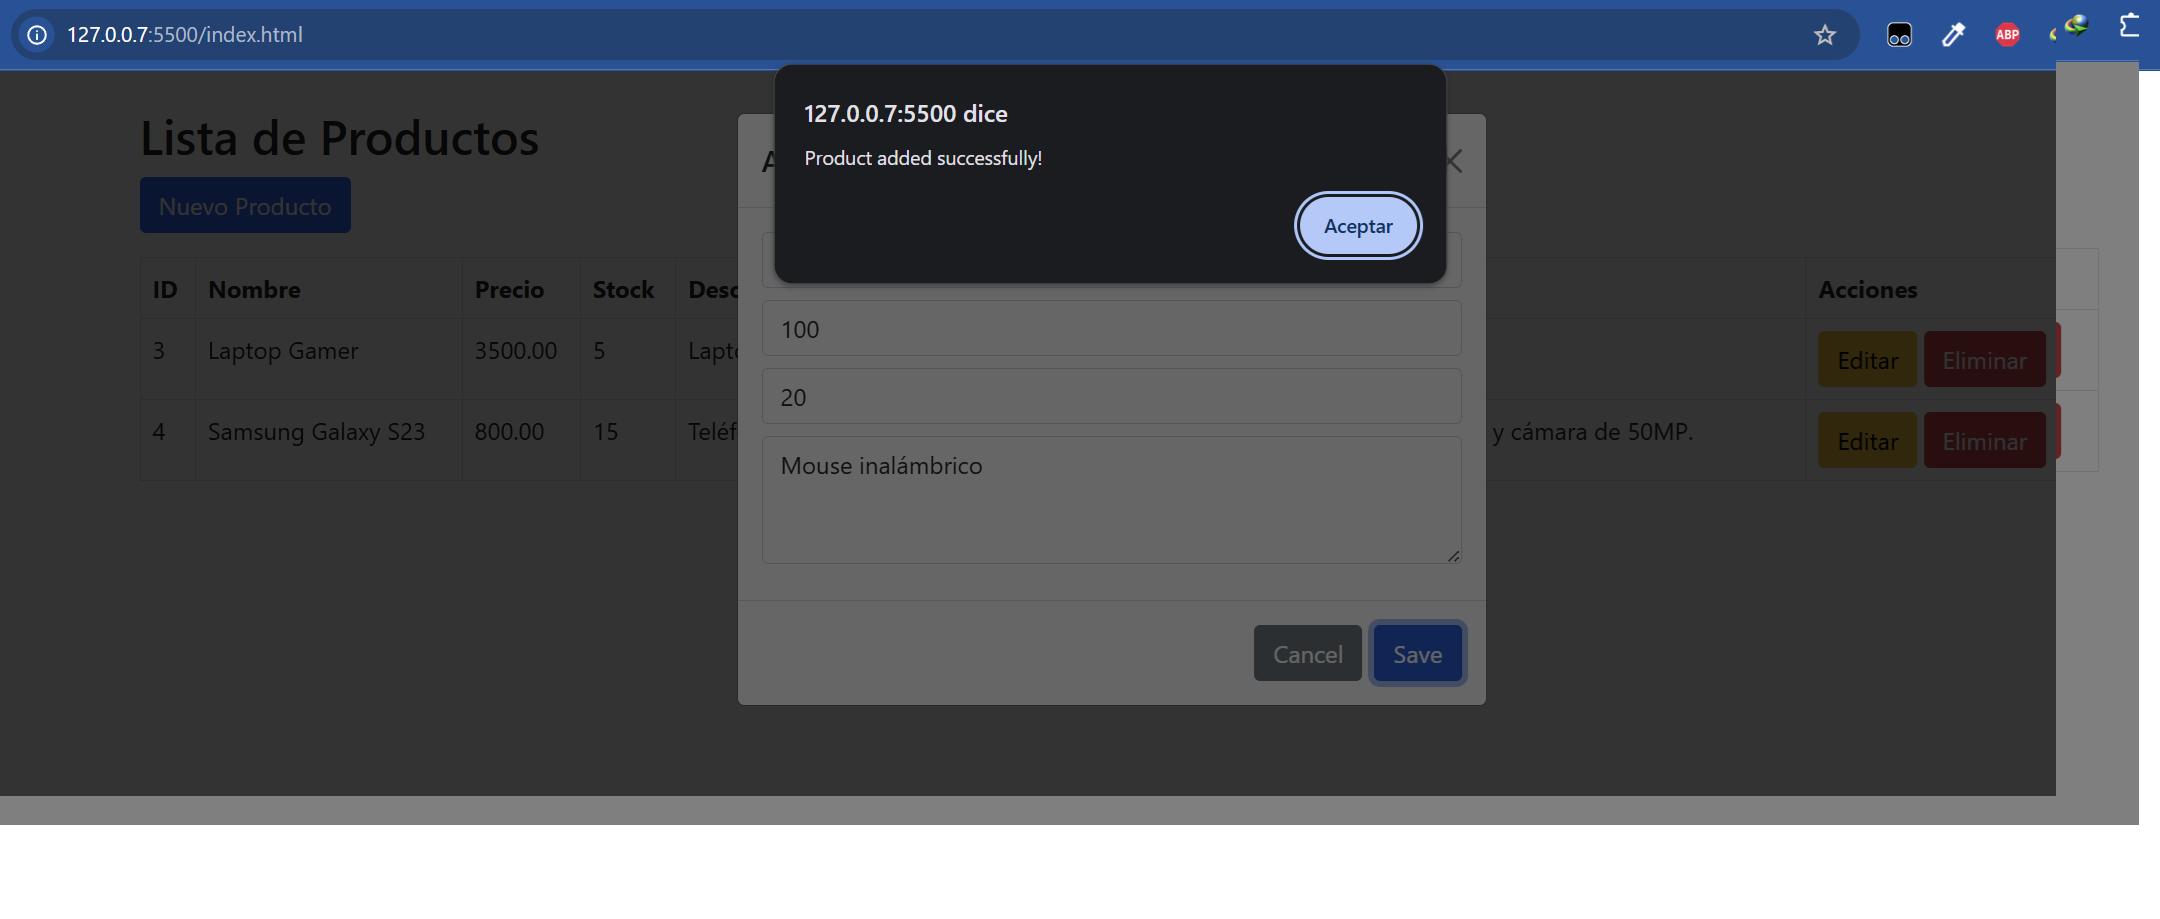 127.0.0.7:5500/index.html
ABP
127.0.0.7:5500 dice
Product added successfully!
Aceptar
Lista de Productos
Nuevo Producto
ID Nombre Precio Stock Desc Acciones
3 Laptop Gamer 3500.00 5 Lapto Editar Eliminar
4 Samsung Galaxy S23 800.00 15 Teléf y cámara de 50MP. Editar Eliminar
A
100
20
Mouse inalámbrico
Cancel Save